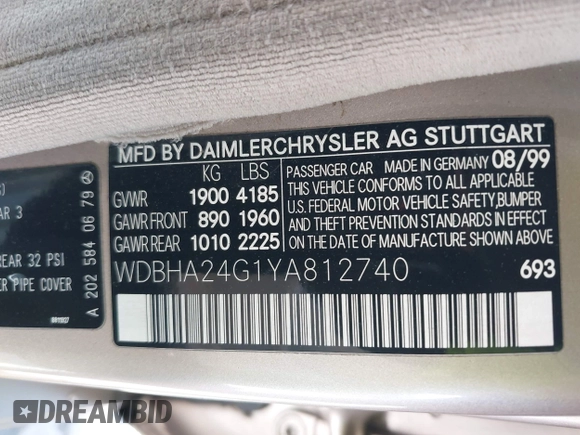 MFD BY DAIMLERCHRYSLER AG STUTTGART
KG LBS
GVWR 1900 4185
GAWR FRONT 890 1960
GAWR REAR 1010 2225
PASSENGER CAR MADE IN GERMANY 08/99
THIS VEHICLE CONFORMS TO ALL APPLICABLE
U.S. FEDERAL MOTOR VEHICLE SAFETY,BUMPER
AND THEFT PREVENTION STANDARDS IN EFFECT
ON THE DATE OF MANUFACTURE SHOWN ABOVE.
WDBHA24G1YA812740 693
AR 3
REAR 32 PSI
PIPE COVER
A 202 584 06 79
DREAMBID